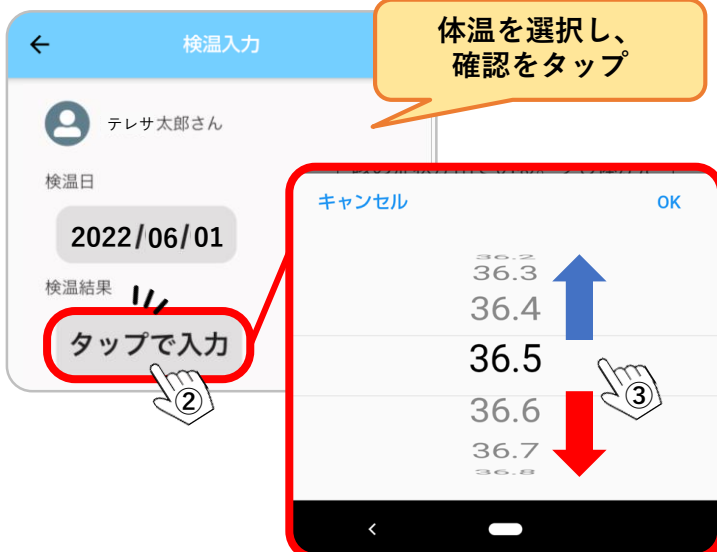 検温入力
体温を選択し、
確認をタップ
テレサ太郎さん
検温日
2022/06/01
検温結果
タップで入力
②
キャンセル
OK
36.2
36.3
36.4
36.5
36.6
36.7
36.8
③